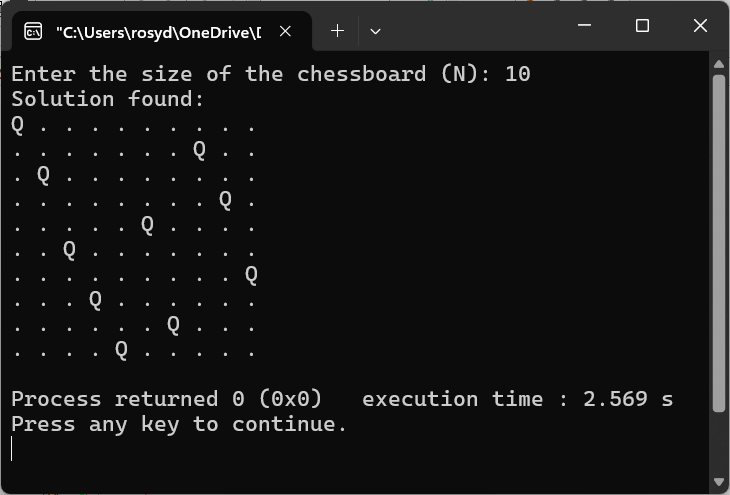 "C:\Users\rosyd\OneDrive\D
Enter the size of the chessboard (N): 10
Solution found:
Q . . . . . . . . .
. . . . . . . Q . .
. Q . . . . . . . .
. . . . . . . . Q .
. . . . . Q . . . .
. . Q . . . . . . .
. . . . . . . . . Q
. . . Q . . . . . .
. . . . . . Q . . .
. . . . Q . . . . .
Process returned 0 (0x0)   execution time : 2.569 s
Press any key to continue.